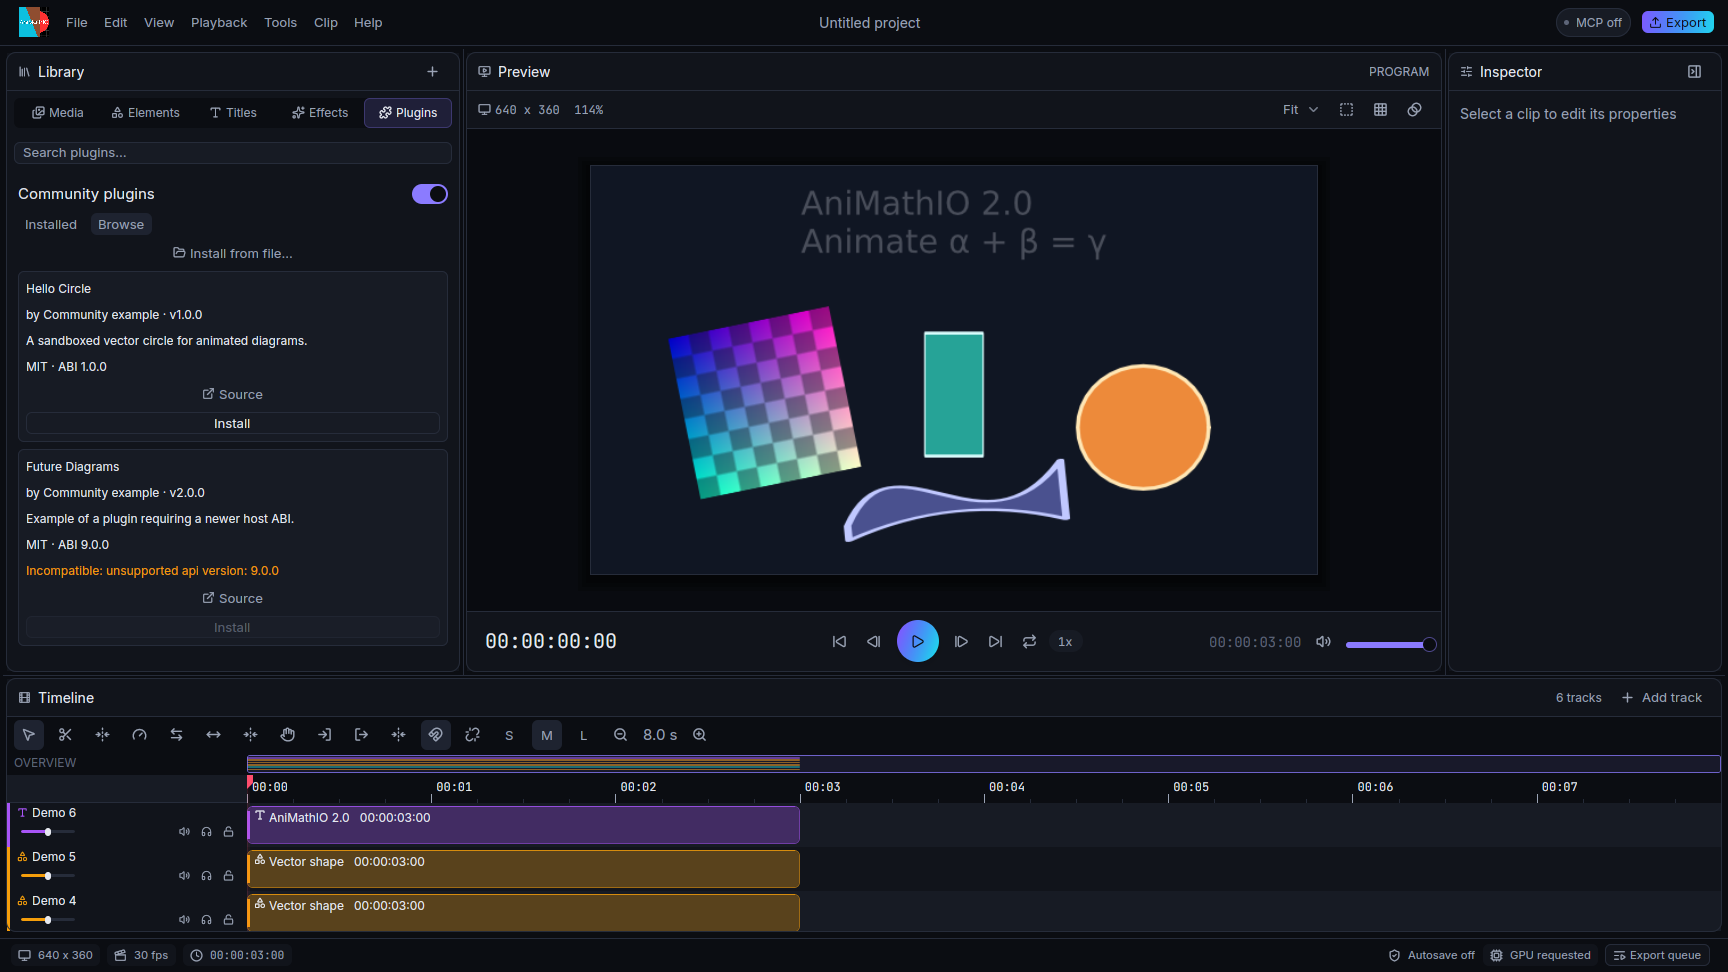 File Edit View Playback Tools Clip Help
Untitled project
MCP off
Export
Library
Media Elements Titles Effects Plugins
Search plugins...
Community plugins
Installed Browse
Install from file...
Hello Circle
by Community example · v1.0.0
A sandboxed vector circle for animated diagrams.
MIT · ABI 1.0.0
Source
Install
Future Diagrams
by Community example · v2.0.0
Example of a plugin requiring a newer host ABI.
MIT · ABI 9.0.0
Incompatible: unsupported api version: 9.0.0
Source
Install
Preview
PROGRAM
640 x 360 114%
Fit
AniMathIO 2.0
Animate α + β = γ
00:00:00:00
1x
00:00:03:00
Inspector
Select a clip to edit its properties
Timeline
6 tracks
Add track
S M L 8.0 s
OVERVIEW
00:00 00:01 00:02 00:03 00:04 00:05 00:06 00:07
Demo 6
AniMathIO 2.0 00:00:03:00
Demo 5
Vector shape 00:00:03:00
Demo 4
Vector shape 00:00:03:00
640 x 360
30 fps
00:00:03:00
Autosave off
GPU requested
Export queue